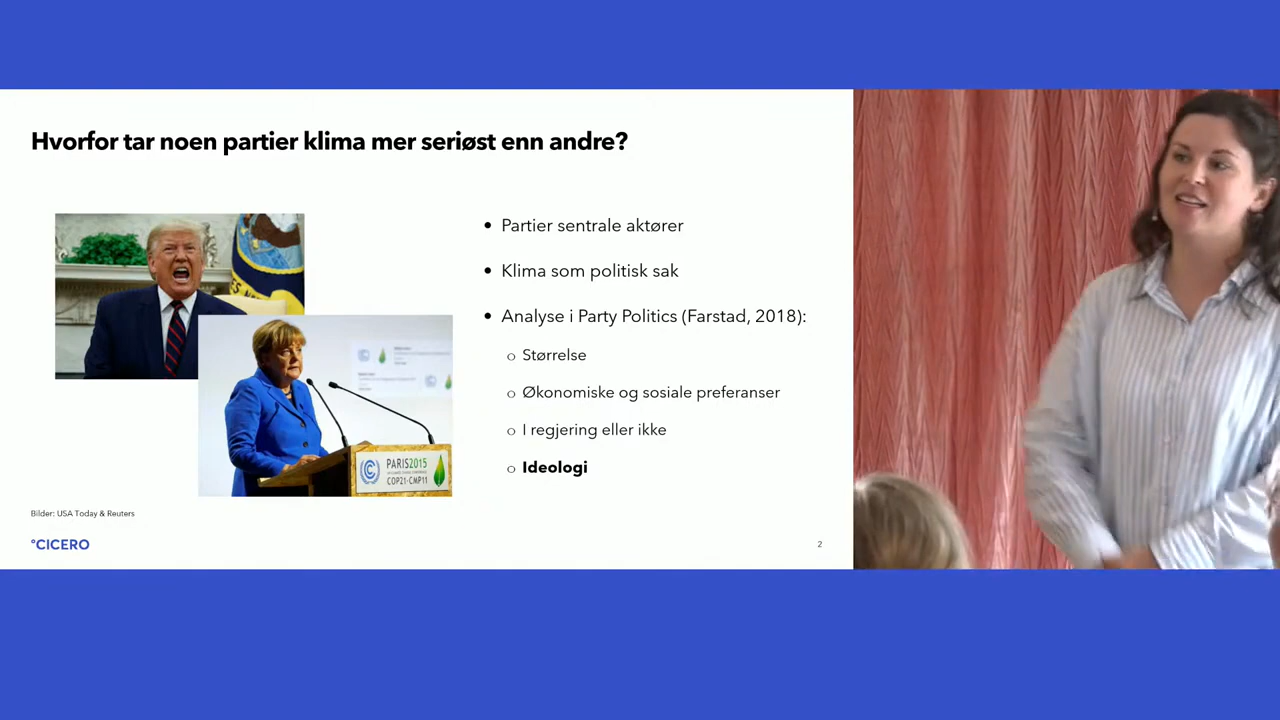 Hvorfor tar noen partier klima mer seriøst enn andre?
• Partier sentrale aktører
• Klima som politisk sak
• Analyse i Party Politics (Farstad, 2018):
o Størrelse
o Økonomiske og sosiale preferanser
o I regjering eller ikke
o Ideologi
PARIS2015
COP21·CMP11
Bilder: USA Today & Reuters
°CICERO
2